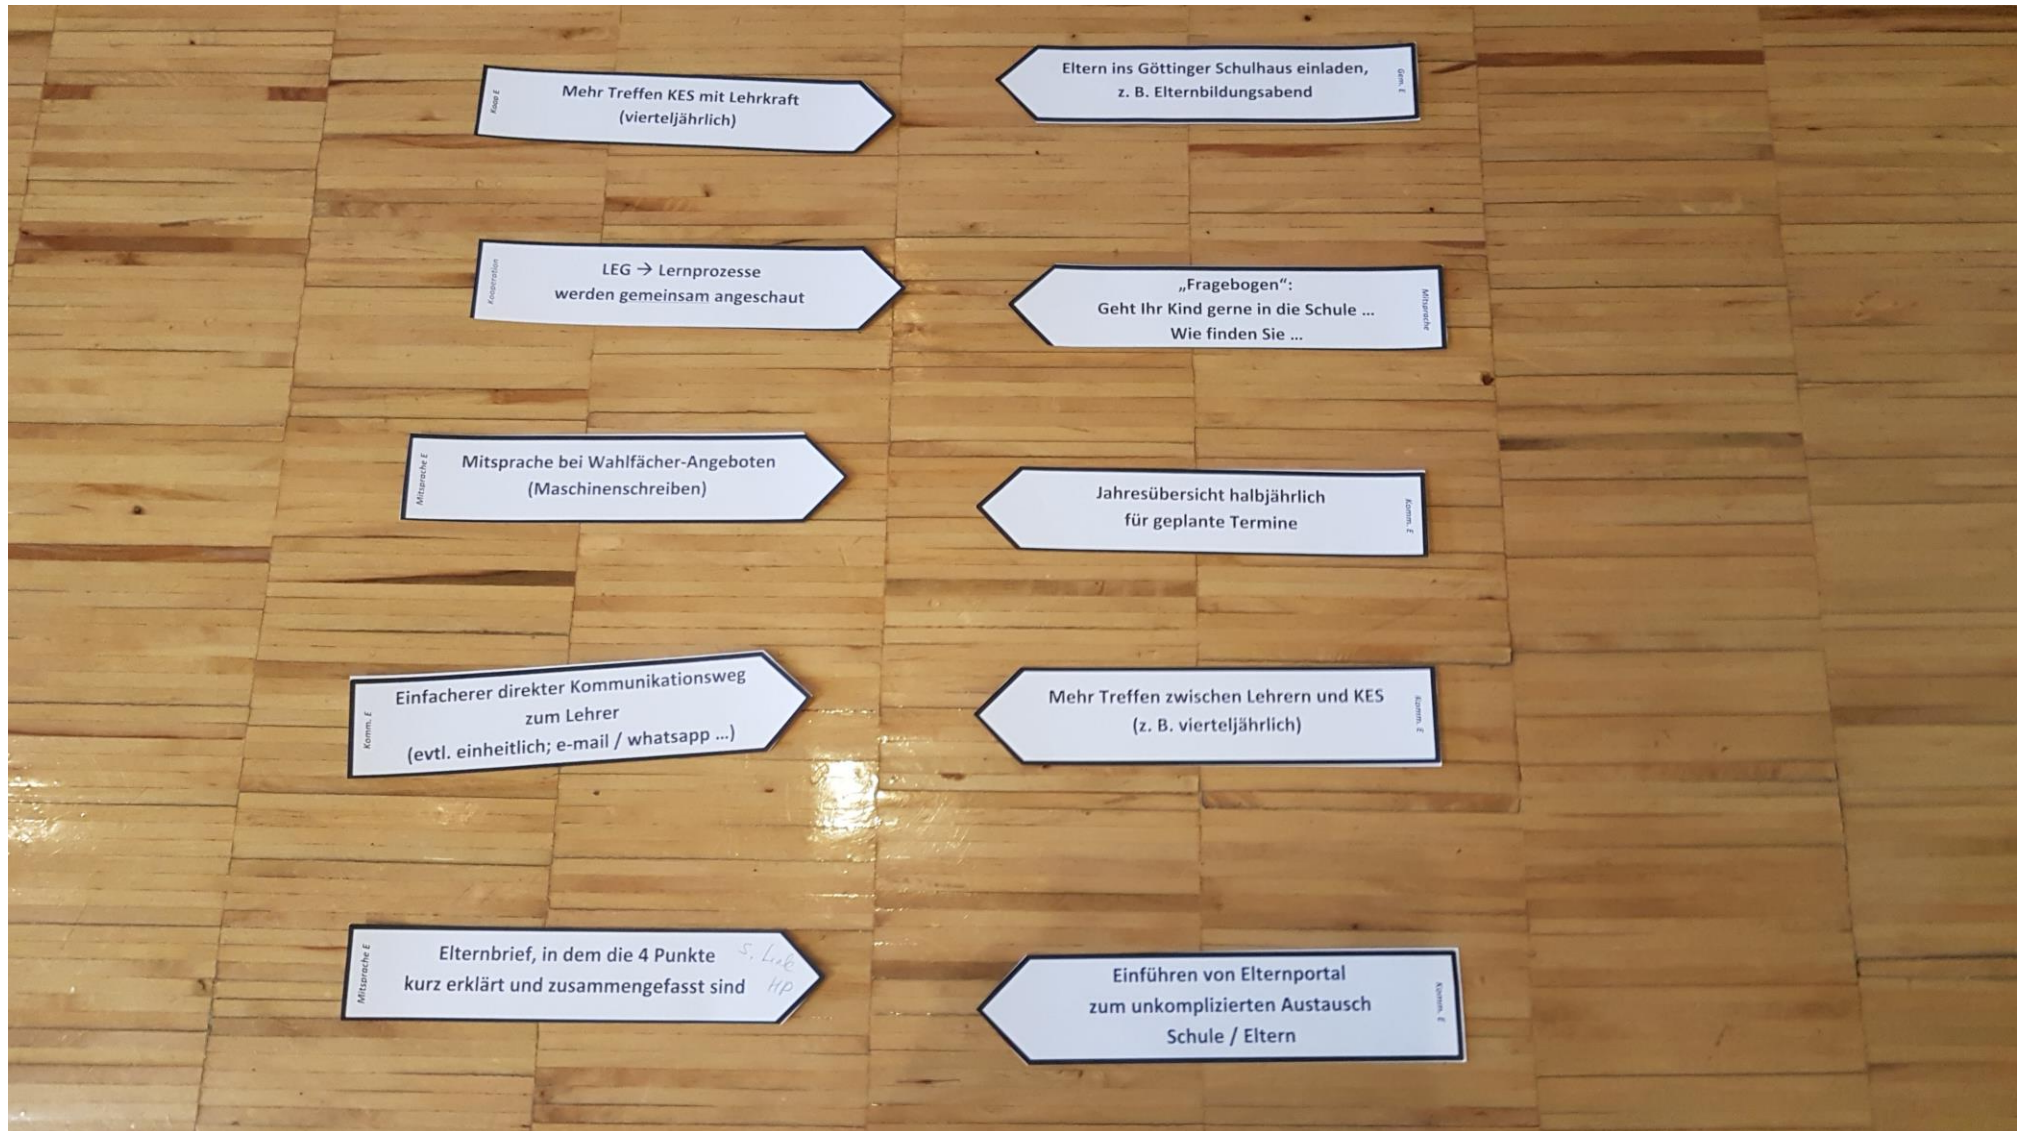 Koop E
Mehr Treffen KES mit Lehrkraft
(vierteljährlich)
Eltern ins Göttinger Schulhaus einladen,
z. B. Elternbildungsabend
Gem. E
Kooperation
LEG → Lernprozesse
werden gemeinsam angeschaut
„Fragebogen“:
Geht Ihr Kind gerne in die Schule ...
Wie finden Sie ...
Mitsprache
Mitsprache E
Mitsprache bei Wahlfächer-Angeboten
(Maschinenschreiben)
Jahresübersicht halbjährlich
für geplante Termine
Komm. E
Komm. E
Einfacherer direkter Kommunikationsweg
zum Lehrer
(evtl. einheitlich; e-mail / whatsapp ...)
Mehr Treffen zwischen Lehrern und KES
(z. B. vierteljährlich)
Komm. E
Mitsprache E
Elternbrief, in dem die 4 Punkte
kurz erklärt und zusammengefasst sind
HP
Einführen von Elternportal
zum unkomplizierten Austausch
Schule / Eltern
Komm. E